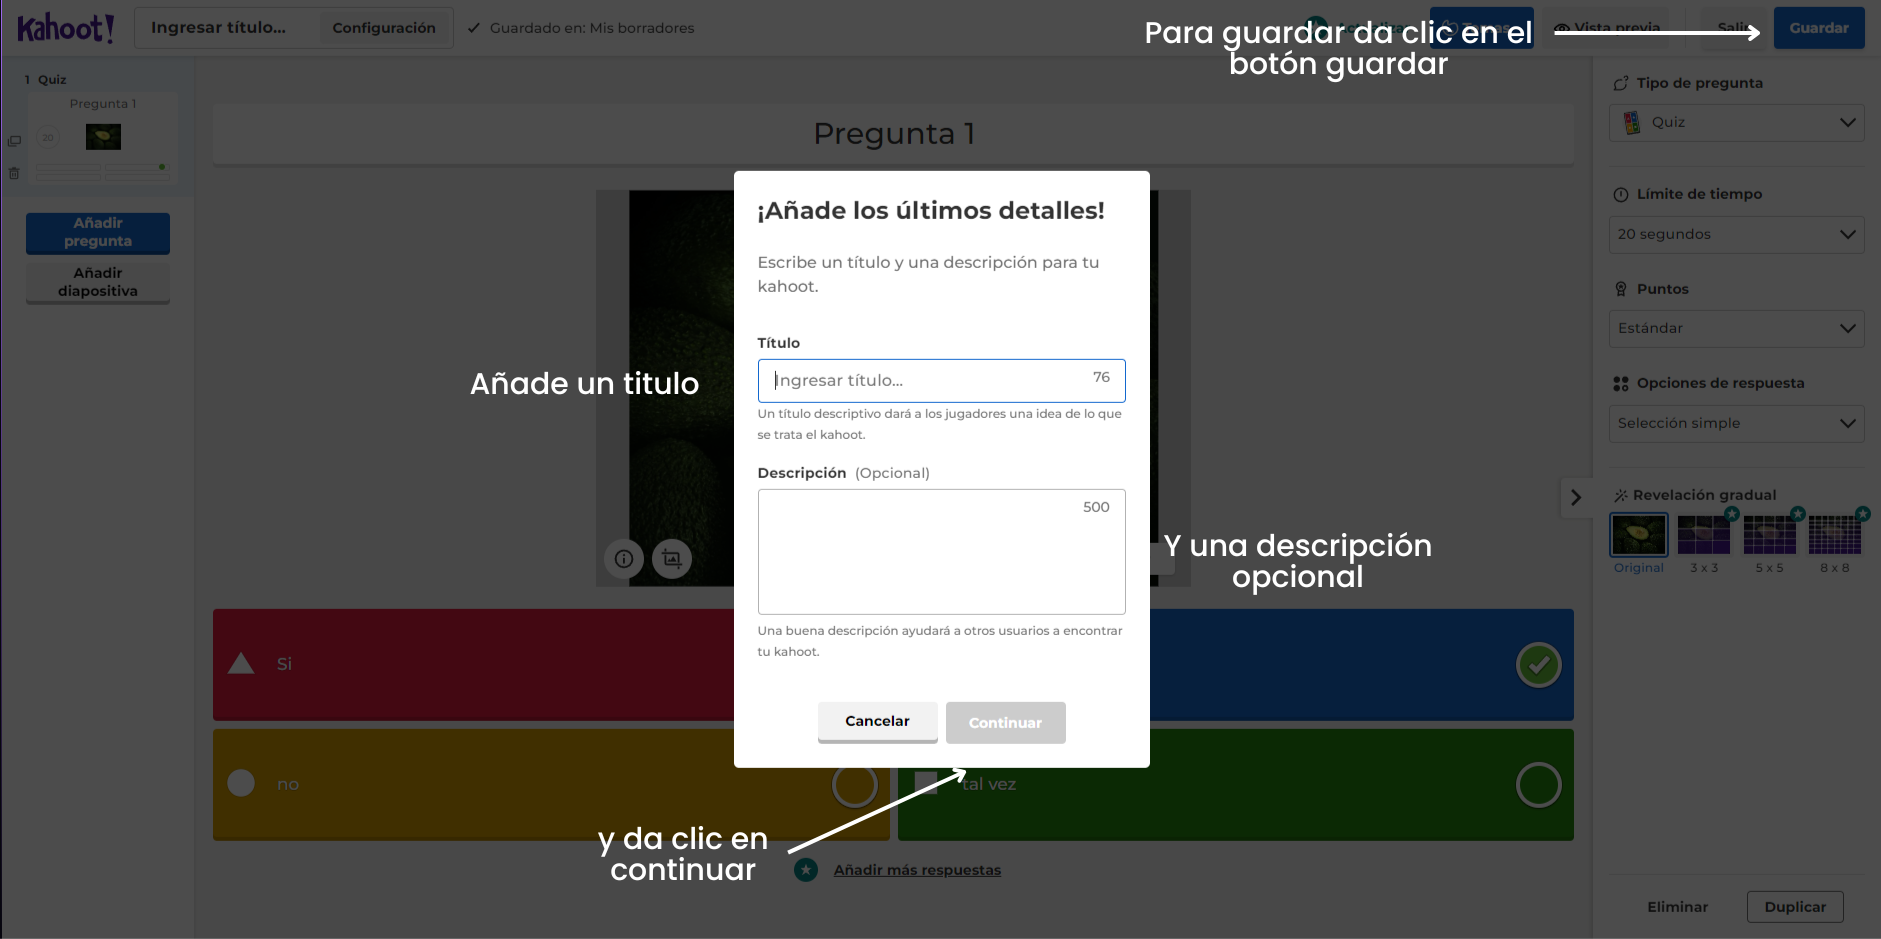 Kahoot!
Ingresar título...
Configuración
Guardado en: Mis borradores
Para guardar da clic en el
botón guardar
Temas
Vista previa
Salir
Guardar
1 Quiz
Pregunta 1
20
Añadir
pregunta
Añadir
diapositiva
Pregunta 1
¡Añade los últimos detalles!
Escribe un título y una descripción para tu
kahoot.
Título
Ingresar título...
76
Un título descriptivo dará a los jugadores una idea de lo que
se trata el kahoot.
Descripción (Opcional)
500
Una buena descripción ayudará a otros usuarios a encontrar
tu kahoot.
Cancelar
Continuar
Añade un titulo
Y una descripción
opcional
y da clic en
continuar
Si
no
tal vez
Añadir más respuestas
Tipo de pregunta
Quiz
Límite de tiempo
20 segundos
Puntos
Estándar
Opciones de respuesta
Selección simple
Revelación gradual
Original
3 x 3
5 x 5
8 x 8
Eliminar
Duplicar